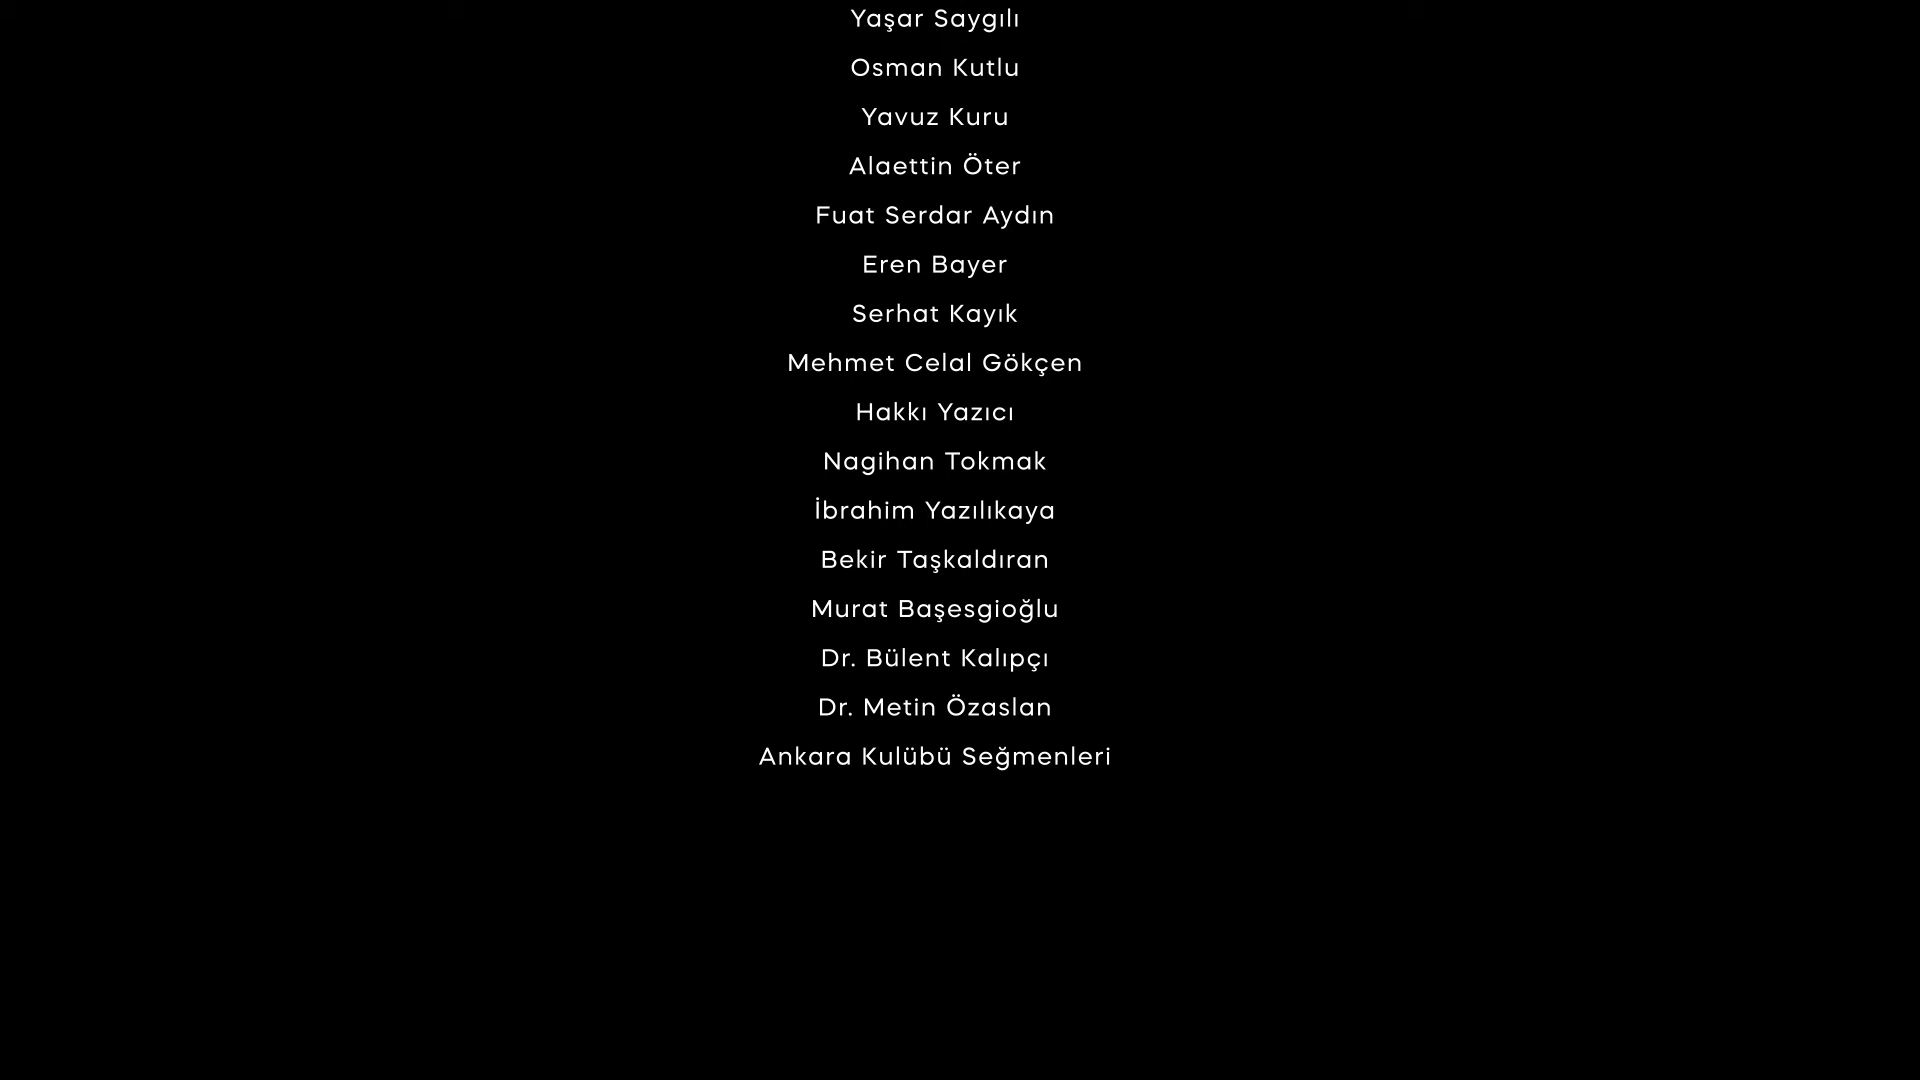 Yaşar Saygılı
Osman Kutlu
Yavuz Kuru
Alaettin Öter
Fuat Serdar Aydın
Eren Bayer
Serhat Kayık
Mehmet Celal Gökçen
Hakkı Yazıcı
Nagihan Tokmak
İbrahim Yazılıkaya
Bekir Taşkaldıran
Murat Başesgioğlu
Dr. Bülent Kalıpçı
Dr. Metin Özaslan
Ankara Kulübü Seğmenleri